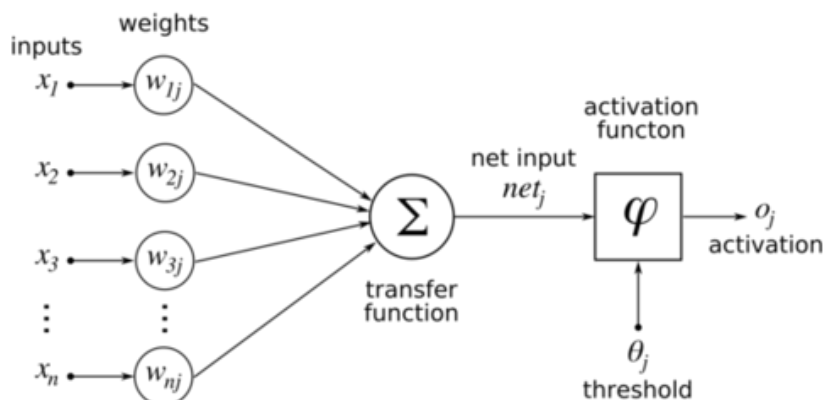 weights
inputs
x1
w1j
x2
w2j
x3
w3j
⋮ ⋮
xn
wnj
Σ
transfer
function
net input
netj
activation
functon
φ
oj
activation
θj
threshold